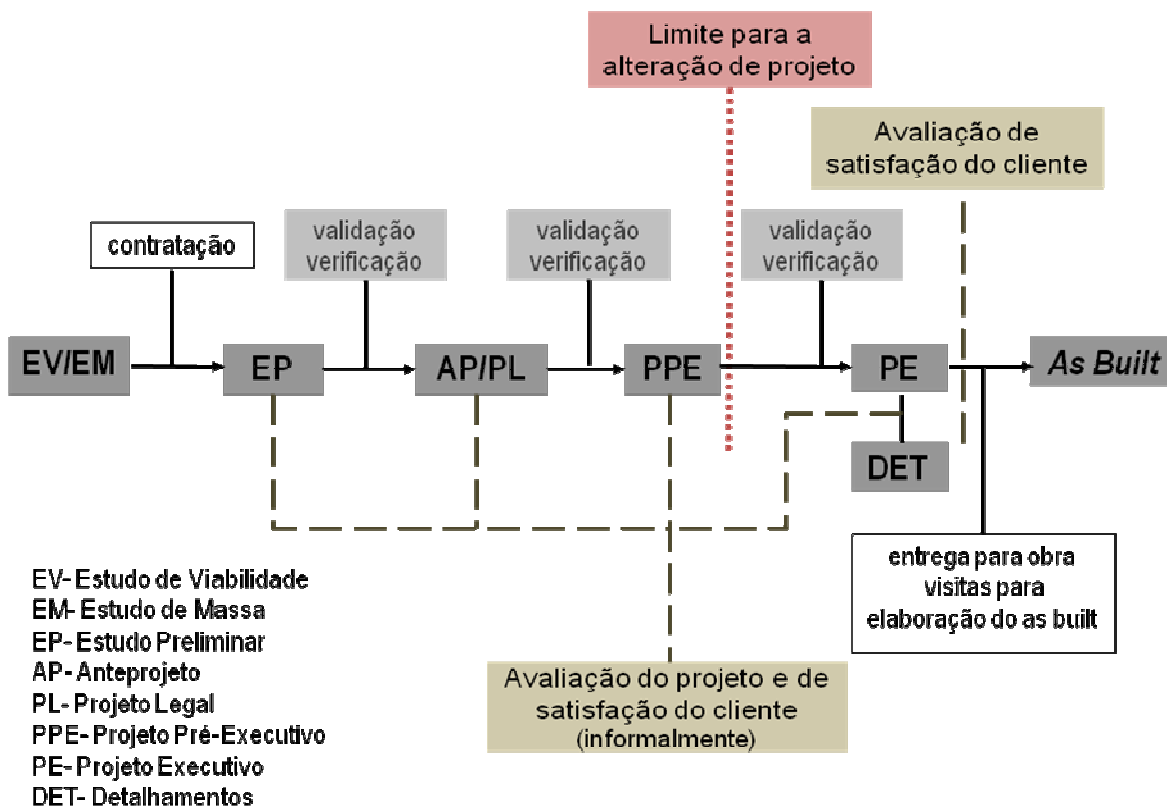 Limite para a
alteração de projeto
Avaliação de
satisfação do cliente
contratação
validação
verificação
validação
verificação
validação
verificação
EV/EM
EP
AP/PL
PPE
PE
As Built
DET
entrega para obra
visitas para
elaboração do as built
EV- Estudo de Viabilidade
EM- Estudo de Massa
EP- Estudo Preliminar
AP- Anteprojeto
PL- Projeto Legal
PPE- Projeto Pré-Executivo
PE- Projeto Executivo
DET- Detalhamentos
Avaliação do projeto e de
satisfação do cliente
(informalmente)